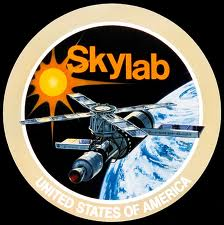 Skylab
UNITED STATES OF AMERICA